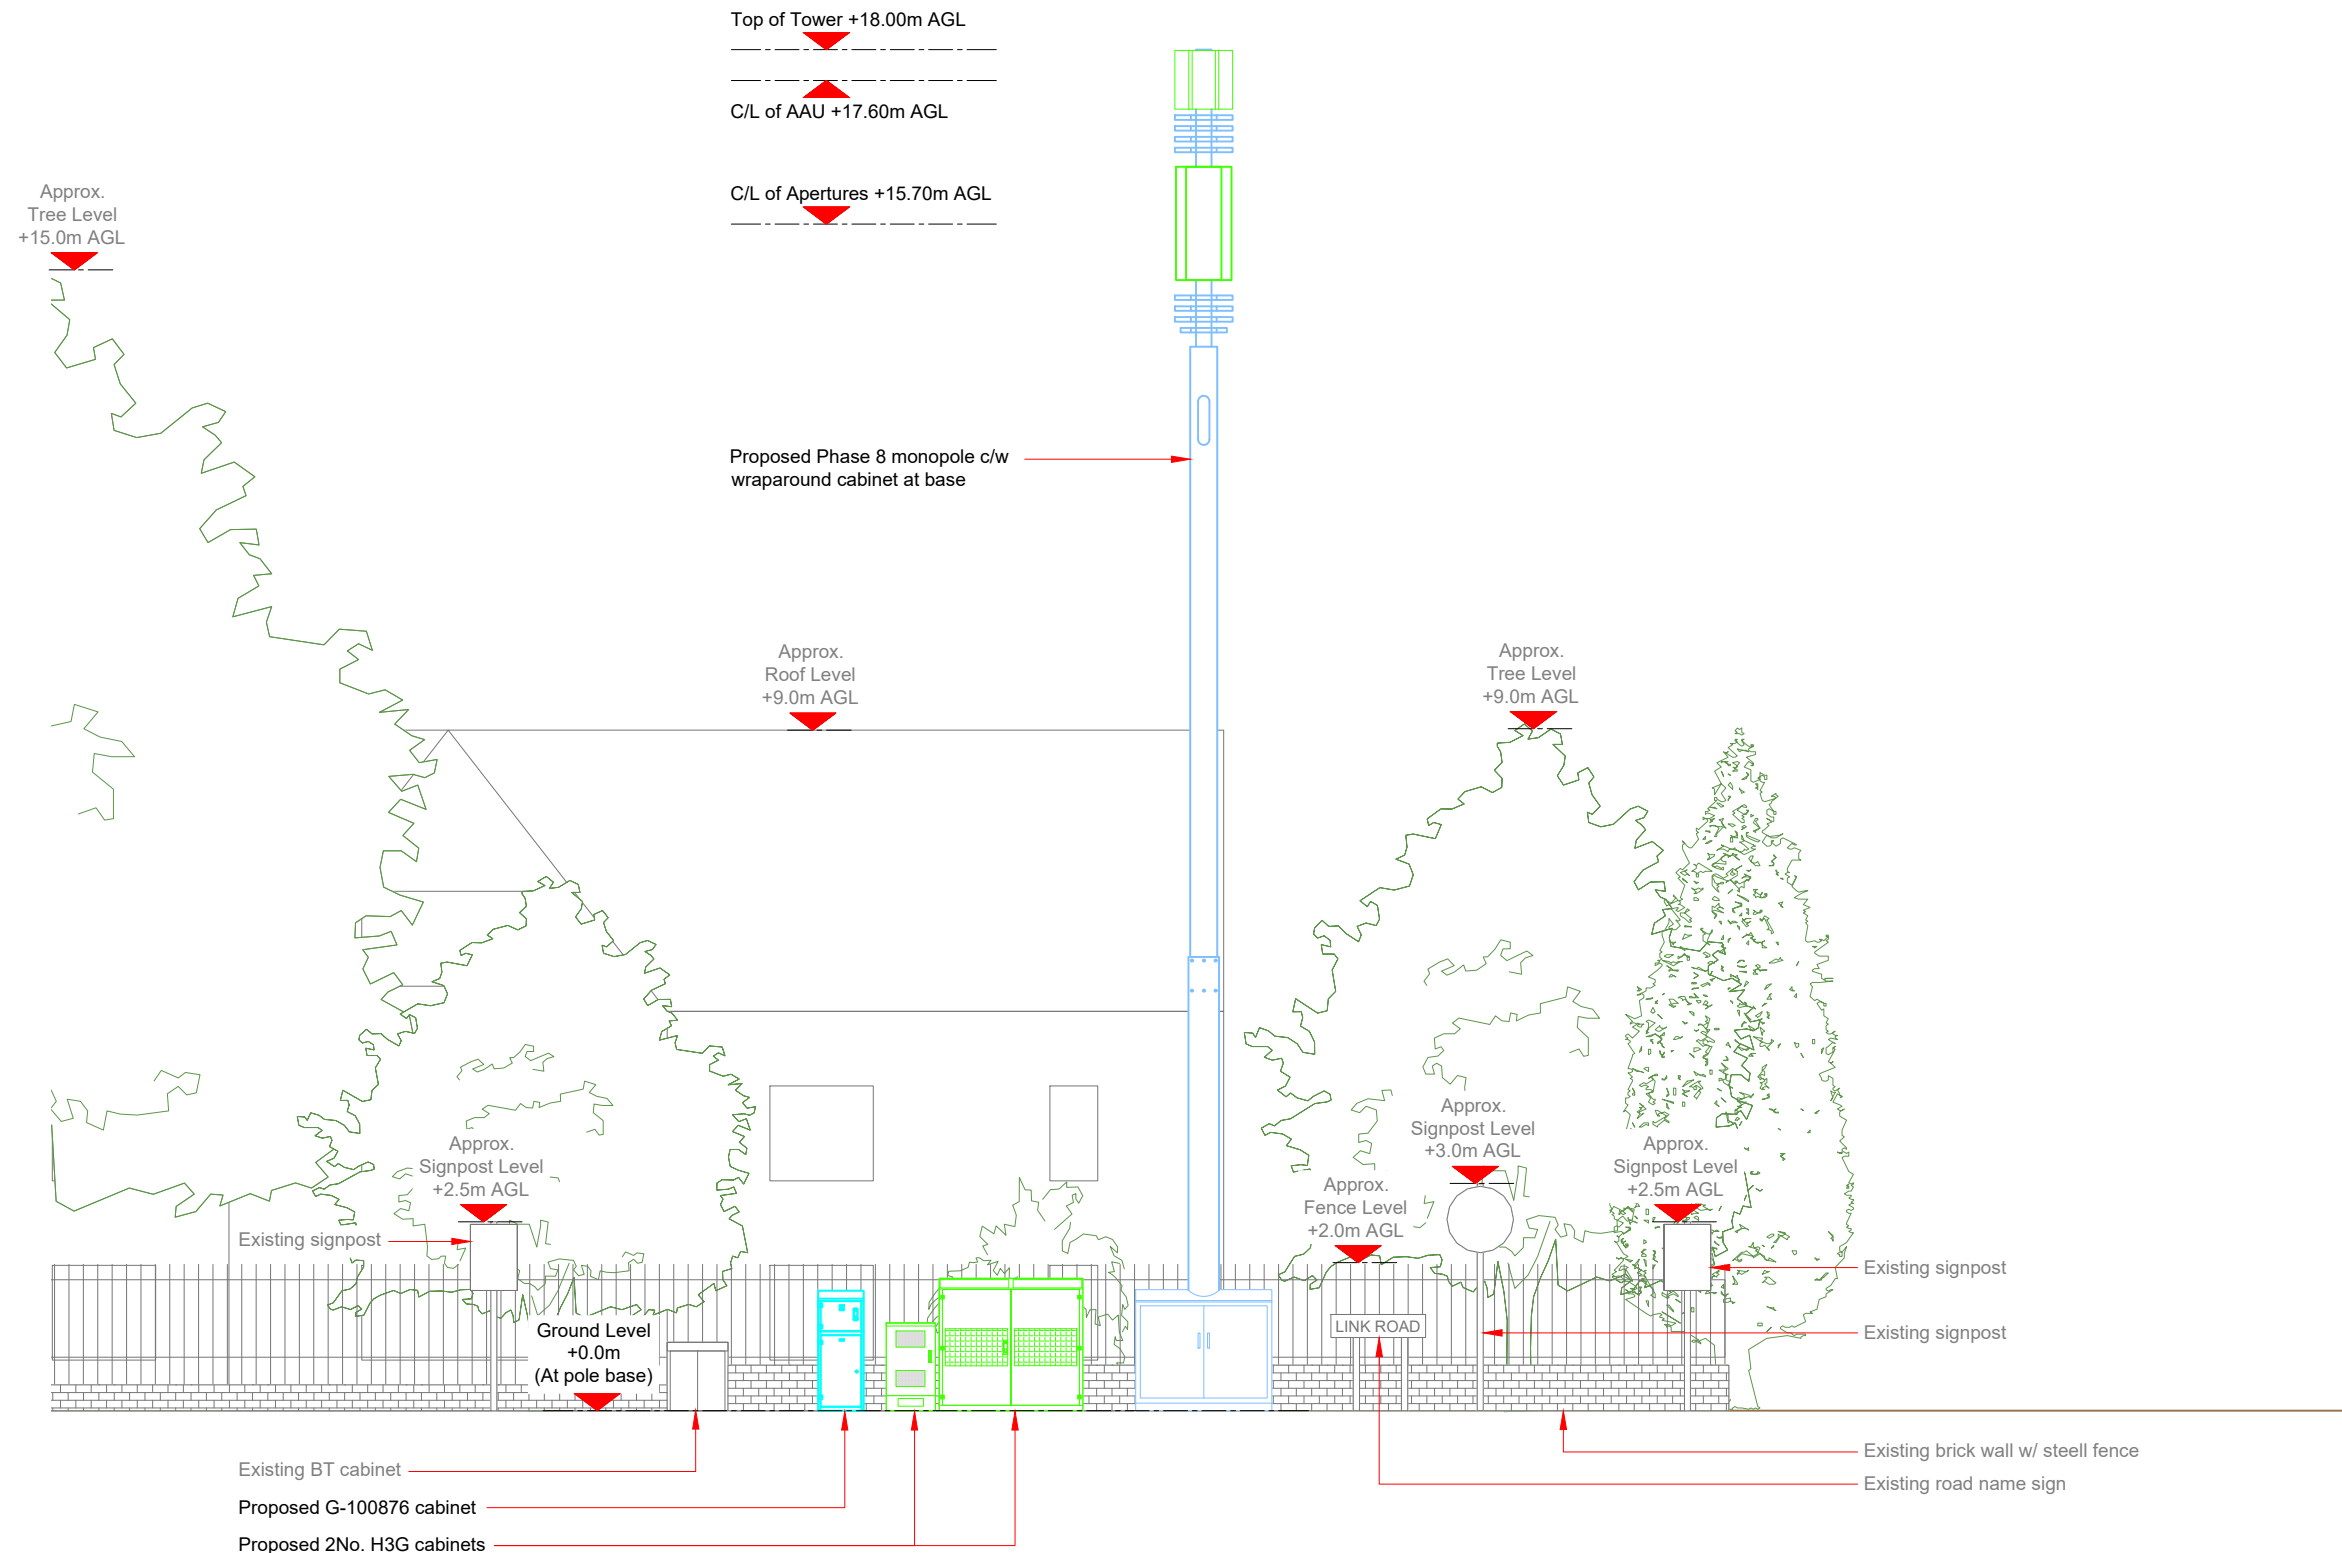 Top of Tower +18.00m AGL
C/L of AAU +17.60m AGL
C/L of Apertures +15.70m AGL
Approx.
Tree Level
+15.0m AGL
Proposed Phase 8 monopole c/w
wraparound cabinet at base
Approx.
Roof Level
+9.0m AGL
Approx.
Tree Level
+9.0m AGL
Approx.
Signpost Level
+2.5m AGL
Approx.
Signpost Level
+3.0m AGL
Approx.
Signpost Level
+2.5m AGL
Approx.
Fence Level
+2.0m AGL
Existing signpost
Existing signpost
Existing signpost
LINK ROAD
Ground Level
+0.0m
(At pole base)
Existing BT cabinet
Proposed G-100876 cabinet
Proposed 2No. H3G cabinets
Existing brick wall w/ steell fence
Existing road name sign